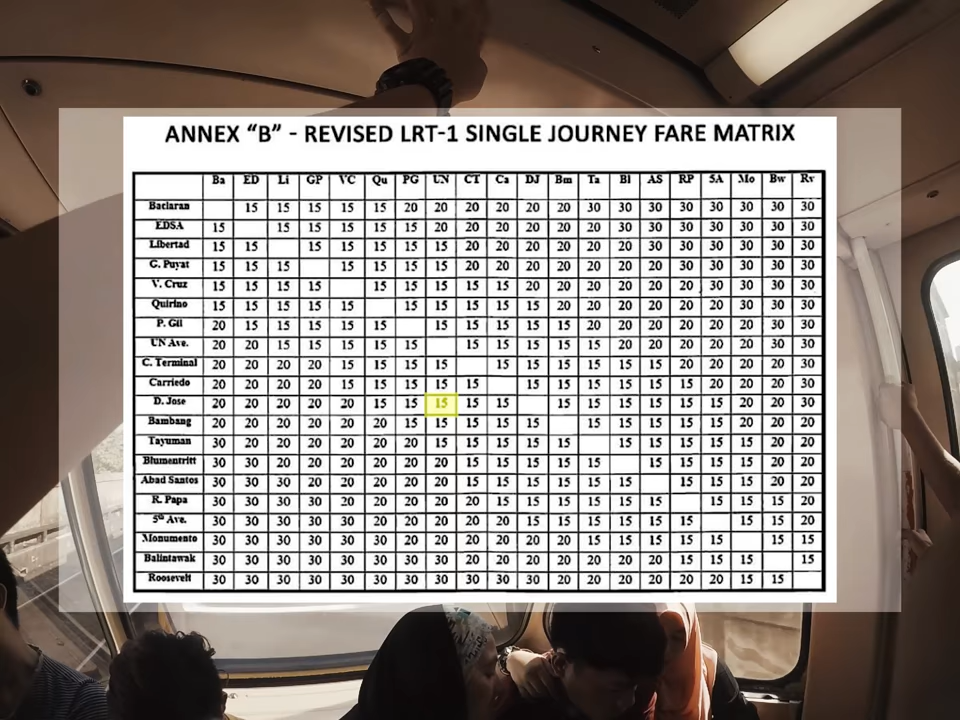 ANNEX "B" - REVISED LRT-1 SINGLE JOURNEY FARE MATRIX
Ba ED Li GP VC Qu PG UN CT Ca DJ Bm Ta Bl AS RP 5A Mo Bw Rv
Baclaran 15 15 15 15 15 20 20 20 20 20 20 30 30 30 30 30 30 30 30
EDSA 15 15 15 15 15 15 20 20 20 20 20 20 30 30 30 30 30 30 30
Libertad 15 15 15 15 15 15 15 20 20 20 20 20 20 30 30 30 30 30 30
G. Puyat 15 15 15 15 15 15 15 20 20 20 20 20 20 20 30 30 30 30 30
V. Cruz 15 15 15 15 15 15 15 15 15 20 20 20 20 20 20 30 30 30 30
Quirino 15 15 15 15 15 15 15 15 15 15 20 20 20 20 20 20 30 30 30
P. Gil 20 15 15 15 15 15 15 15 15 15 15 20 20 20 20 20 20 30 30
UN Ave. 20 20 15 15 15 15 15 15 15 15 15 15 20 20 20 20 20 30 30
C. Terminal 20 20 20 20 15 15 15 15 15 15 15 15 15 15 20 20 20 20 30
Carriedo 20 20 20 20 15 15 15 15 15 15 15 15 15 15 15 20 20 20 30
D. Jose 20 20 20 20 20 15 15 15 15 15 15 15 15 15 15 15 20 20 30
Bambang 20 20 20 20 20 20 15 15 15 15 15 15 15 15 15 15 15 20 20
Tayuman 30 20 20 20 20 20 20 15 15 15 15 15 15 15 15 15 15 20 20
Blumentritt 30 30 20 20 20 20 20 20 15 15 15 15 15 15 15 15 15 20 20
Abad Santos 30 30 30 20 20 20 20 20 15 15 15 15 15 15 15 15 15 20 20
R. Papa 30 30 30 30 20 20 20 20 20 15 15 15 15 15 15 15 15 15 20
5th Ave. 30 30 30 30 30 20 20 20 20 20 15 15 15 15 15 15 15 15 20
Monumento 30 30 30 30 30 30 20 20 20 20 20 20 15 15 15 15 15 15 15
Balintawak 30 30 30 30 30 30 30 30 20 20 20 20 20 20 20 15 15 15 15
Roosevelt 30 30 30 30 30 30 30 30 30 30 30 20 20 20 20 20 20 15 15